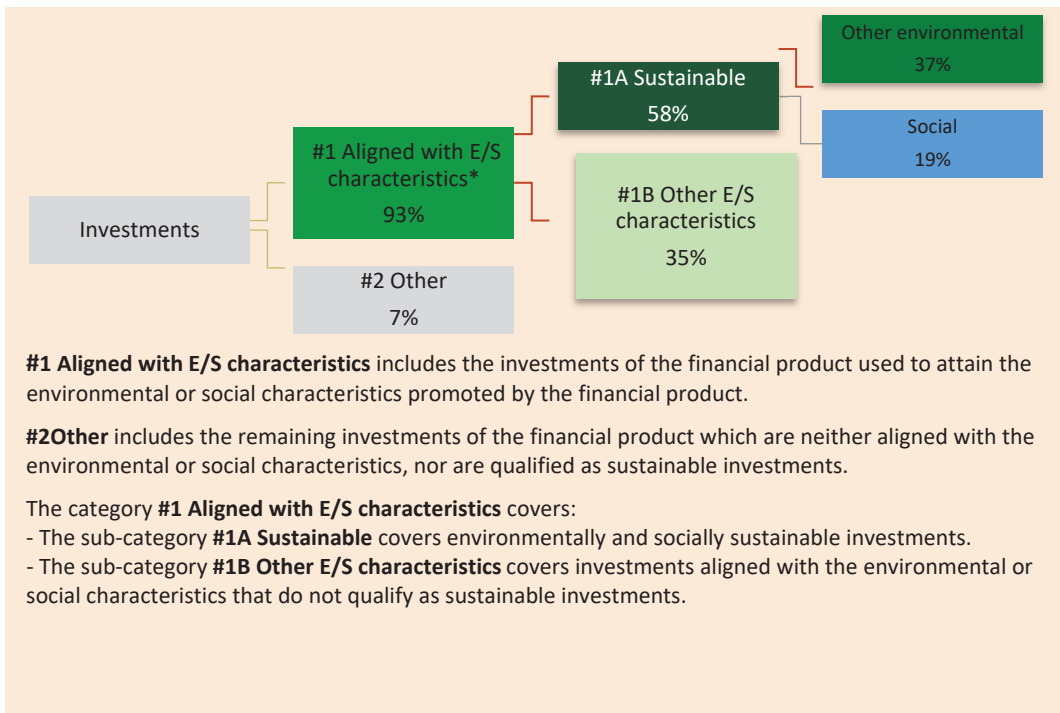 Other environmental
37%
#1A Sustainable
58%
Social
19%
#1 Aligned with E/S
characteristics*
93%
#1B Other E/S
characteristics
35%
Investments
#2 Other
7%
#1 Aligned with E/S characteristics includes the investments of the financial product used to attain the
environmental or social characteristics promoted by the financial product.
#2Other includes the remaining investments of the financial product which are neither aligned with the
environmental or social characteristics, nor are qualified as sustainable investments.
The category #1 Aligned with E/S characteristics covers:
- The sub-category #1A Sustainable covers environmentally and socially sustainable investments.
- The sub-category #1B Other E/S characteristics covers investments aligned with the environmental or
social characteristics that do not qualify as sustainable investments.